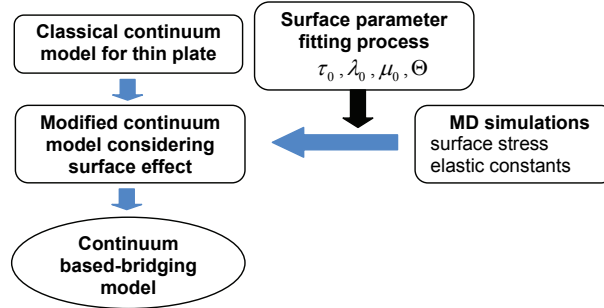 Classical continuum
model for thin plate
Surface parameter
fitting process
τ₀ , λ₀ , μ₀ , Θ
Modified continuum
model considering
surface effect
MD simulations
surface stress
elastic constants
Continuum
based-bridging
model